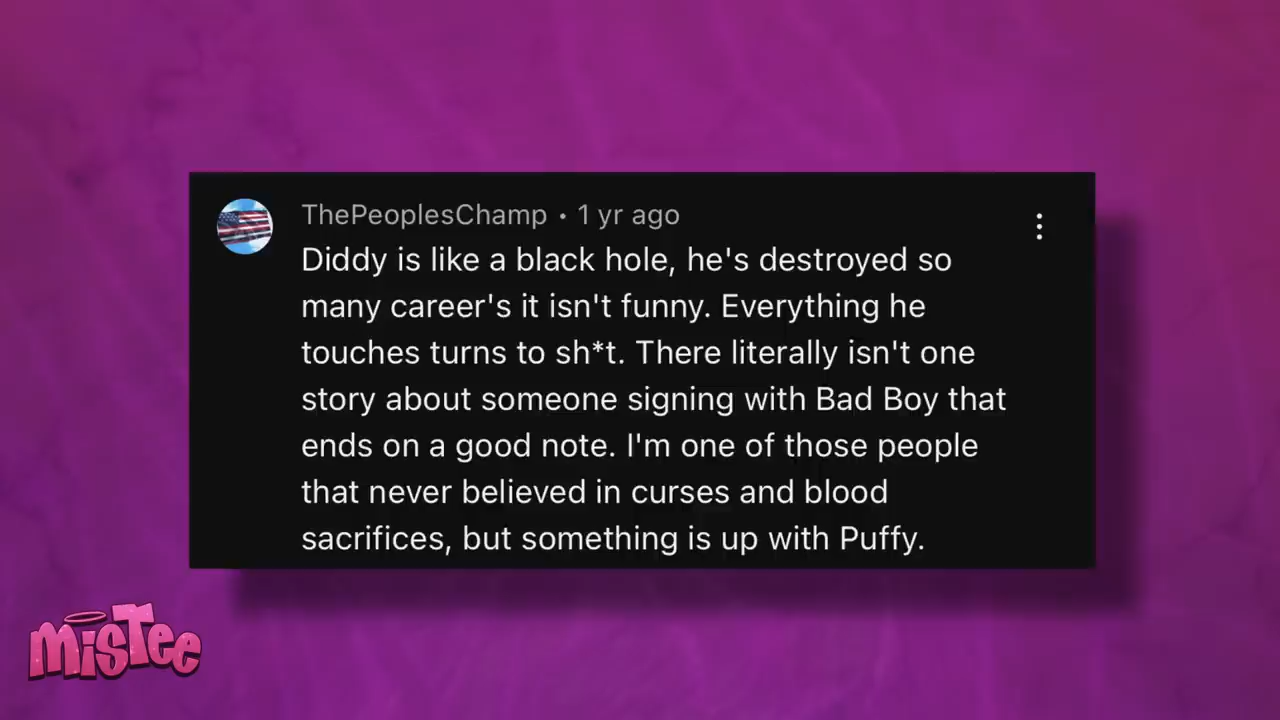 ThePeoplesChamp • 1 yr ago
Diddy is like a black hole, he's destroyed so
many career's it isn't funny. Everything he
touches turns to sh*t. There literally isn't one
story about someone signing with Bad Boy that
ends on a good note. I'm one of those people
that never believed in curses and blood
sacrifices, but something is up with Puffy.
MisTee